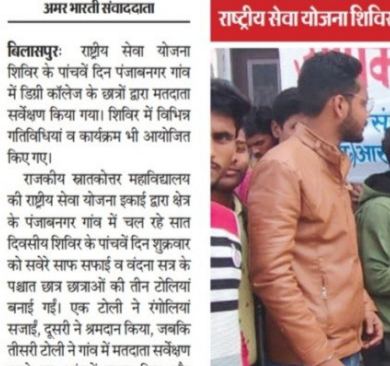 अमर भारती संवाददाता
बिलासपुरः राष्ट्रीय सेवा योजना
शिविर के पांचवें दिन पंजाबनगर गांव
में डिग्री कॉलेज के छात्रों द्वारा मतदाता
सर्वेक्षण किया गया। शिविर में विभिन्न
गतिविधियां व कार्यक्रम भी आयोजित
किए गए।
राजकीय स्नातकोत्तर महाविद्यालय
की राष्ट्रीय सेवा योजना इकाई द्वारा क्षेत्र
के पंजाबनगर गांव में चल रहे सात
दिवसीय शिविर के पांचवें दिन शुक्रवार
को सवेरे साफ सफाई व वंदना सत्र के
पश्चात छात्र छात्राओं की तीन टोलियां
बनाई गईं। एक टोली ने रंगोलियां
सजाईं, दूसरी ने श्रमदान किया, जबकि
तीसरी टोली ने गांव में मतदाता सर्वेक्षण
राष्ट्रीय सेवा योजना शिविर